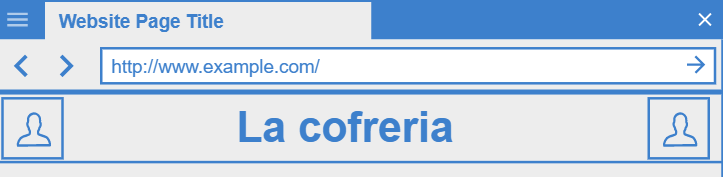 Website Page Title
http://www.example.com/
La cofreria